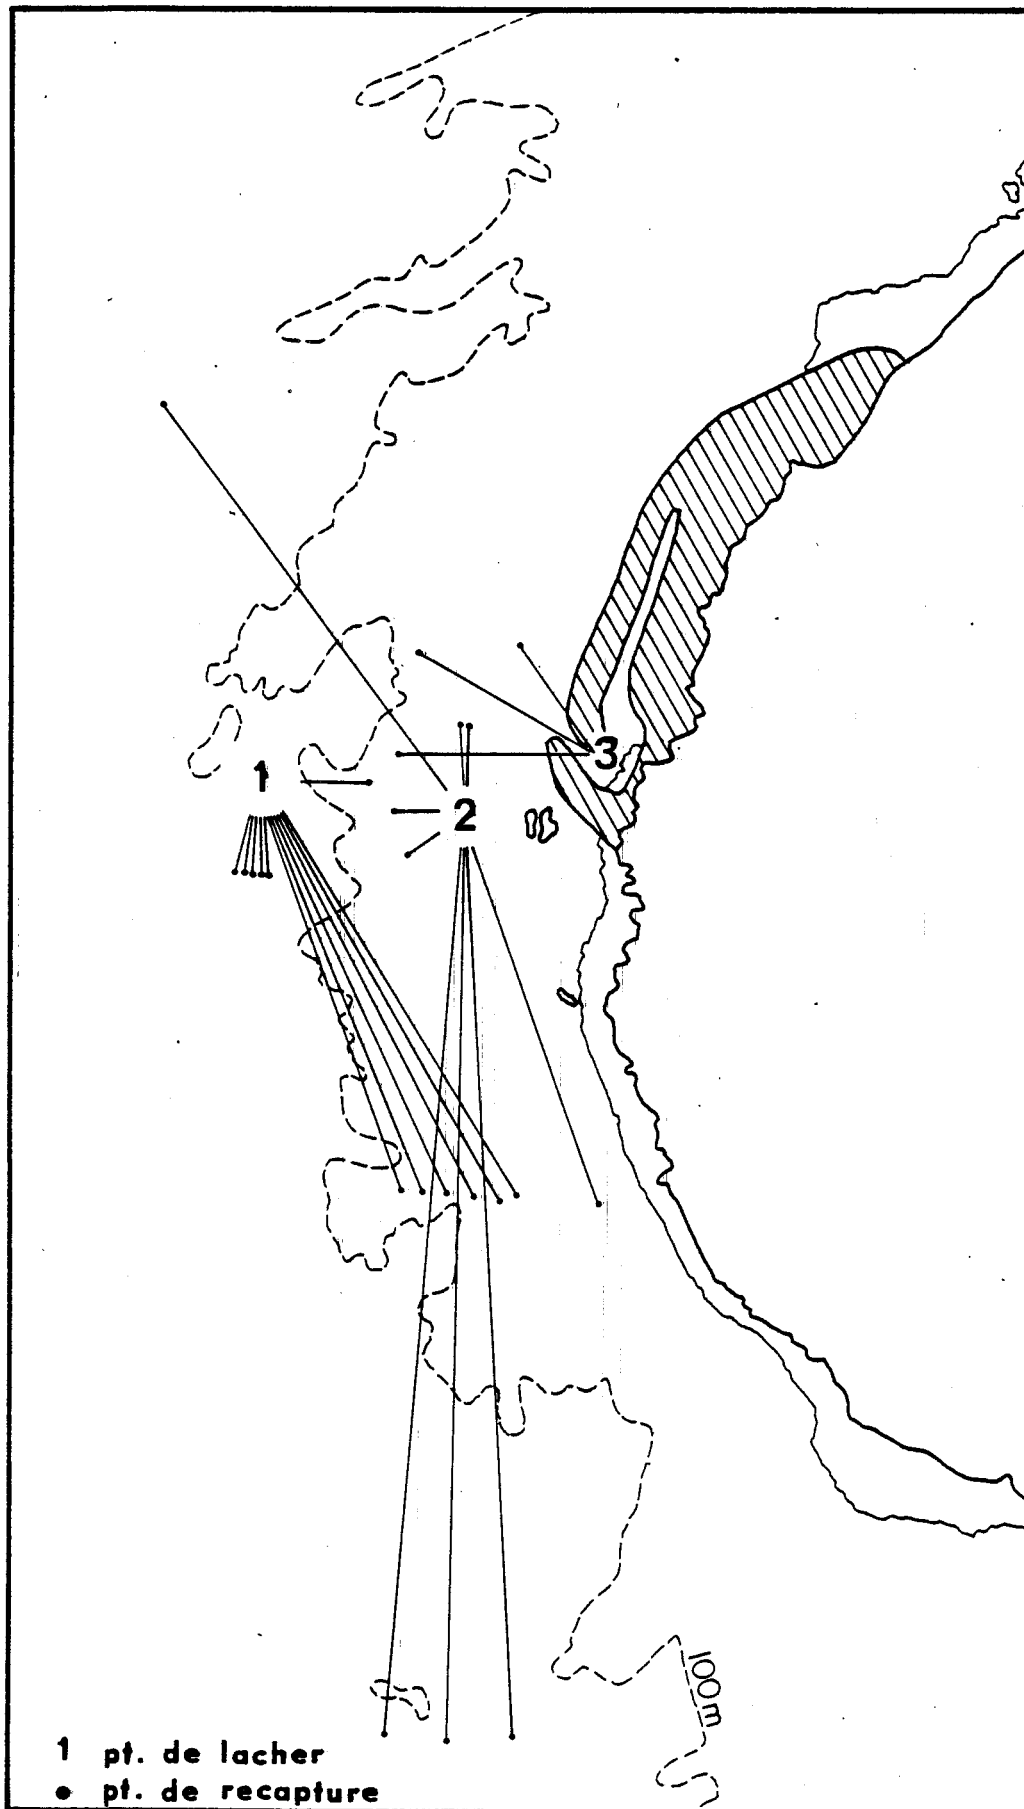 3
1
2
100m
1 pt. de lacher
• pt. de recapture